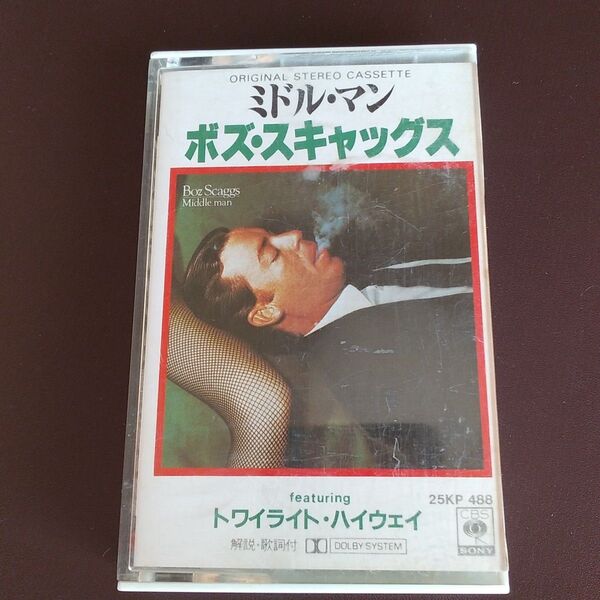 ORIGINAL STEREO CASSETTE
ミドル・マン
ボズ・スキャッグス
Boz Scaggs
Middle man
featuring
25KP 488
トワイライト・ハイウェイ
CBS
SONY
解説・歌詞付 DOLBY SYSTEM